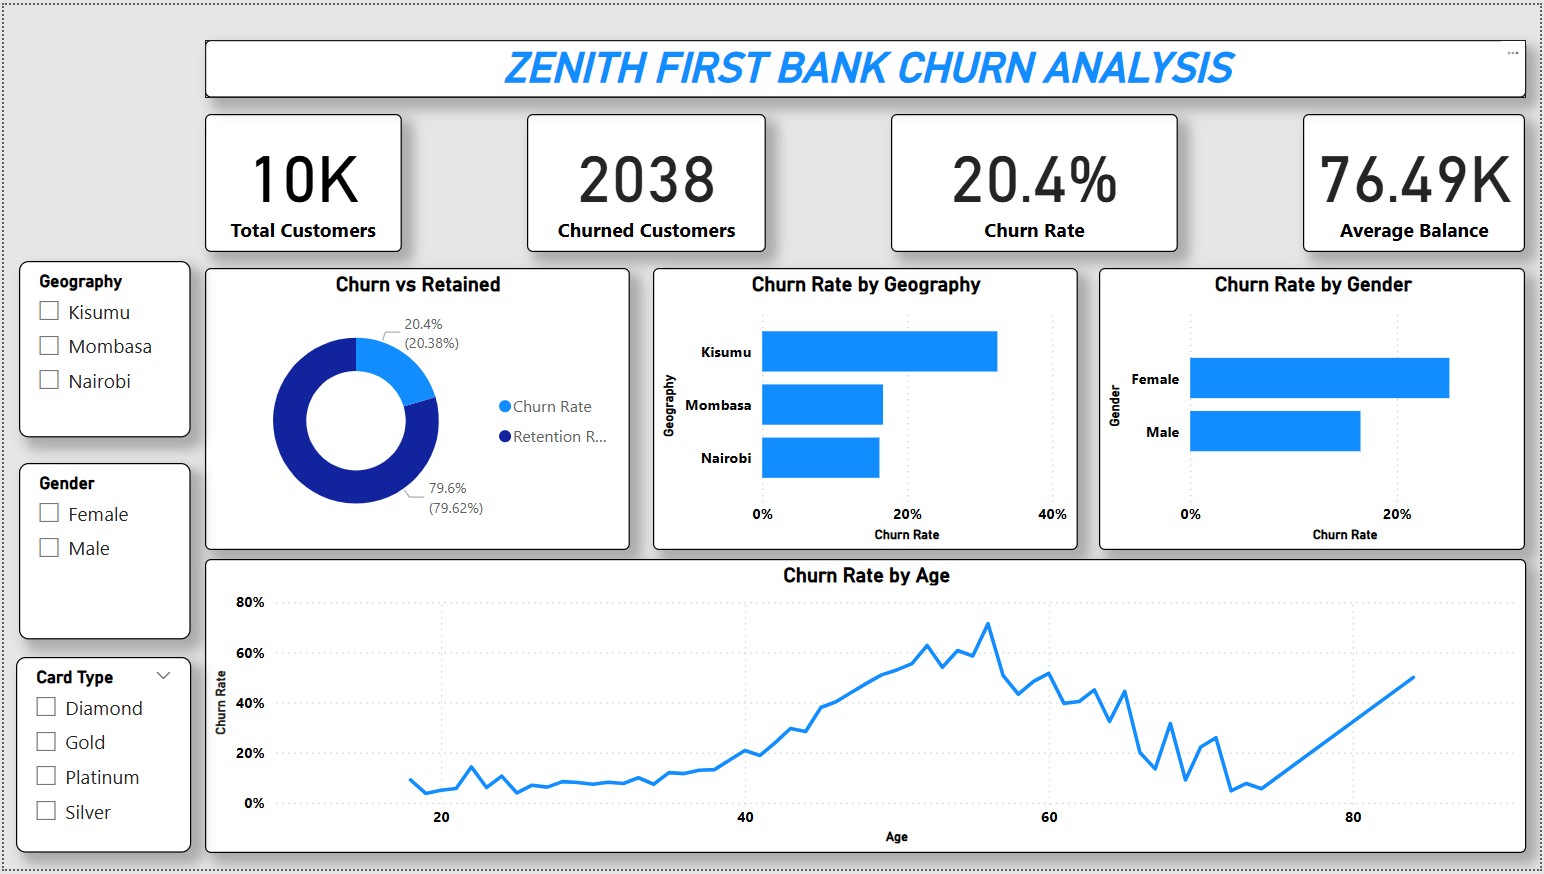 ZENITH FIRST BANK CHURN ANALYSIS
10K
Total Customers
2038
Churned Customers
20.4%
Churn Rate
76.49K
Average Balance
Geography
Kisumu
Mombasa
Nairobi
Gender
Female
Male
Card Type
Diamond
Gold
Platinum
Silver
Churn vs Retained
20.4%
(20.38%)
Churn Rate
Retention R...
79.6%
(79.62%)
Churn Rate by Geography
Geography
Kisumu
Mombasa
Nairobi
0% 20% 40%
Churn Rate
Churn Rate by Gender
Gender
Female
Male
0% 20%
Churn Rate
Churn Rate by Age
Churn Rate
80%
60%
40%
20%
0%
20 40 60 80
Age